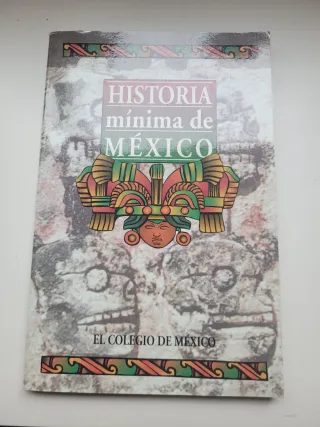 HISTORIA
mínima de
MÉXICO
EL COLEGIO DE MÉXICO